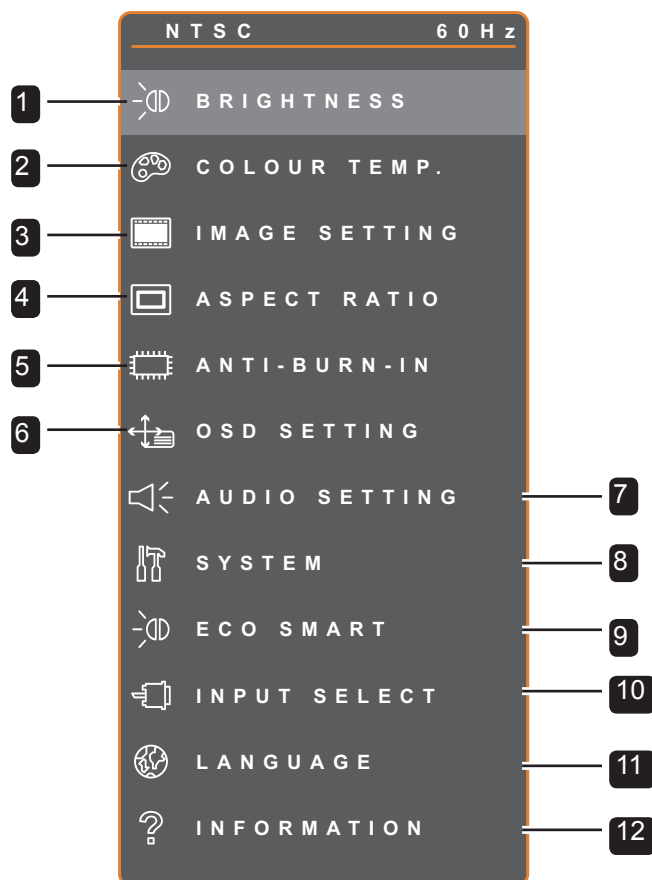 NTSC 60Hz
1 BRIGHTNESS
2 COLOUR TEMP.
3 IMAGE SETTING
4 ASPECT RATIO
5 ANTI-BURN-IN
6 OSD SETTING
AUDIO SETTING 7
SYSTEM 8
ECO SMART 9
INPUT SELECT 10
LANGUAGE 11
INFORMATION 12